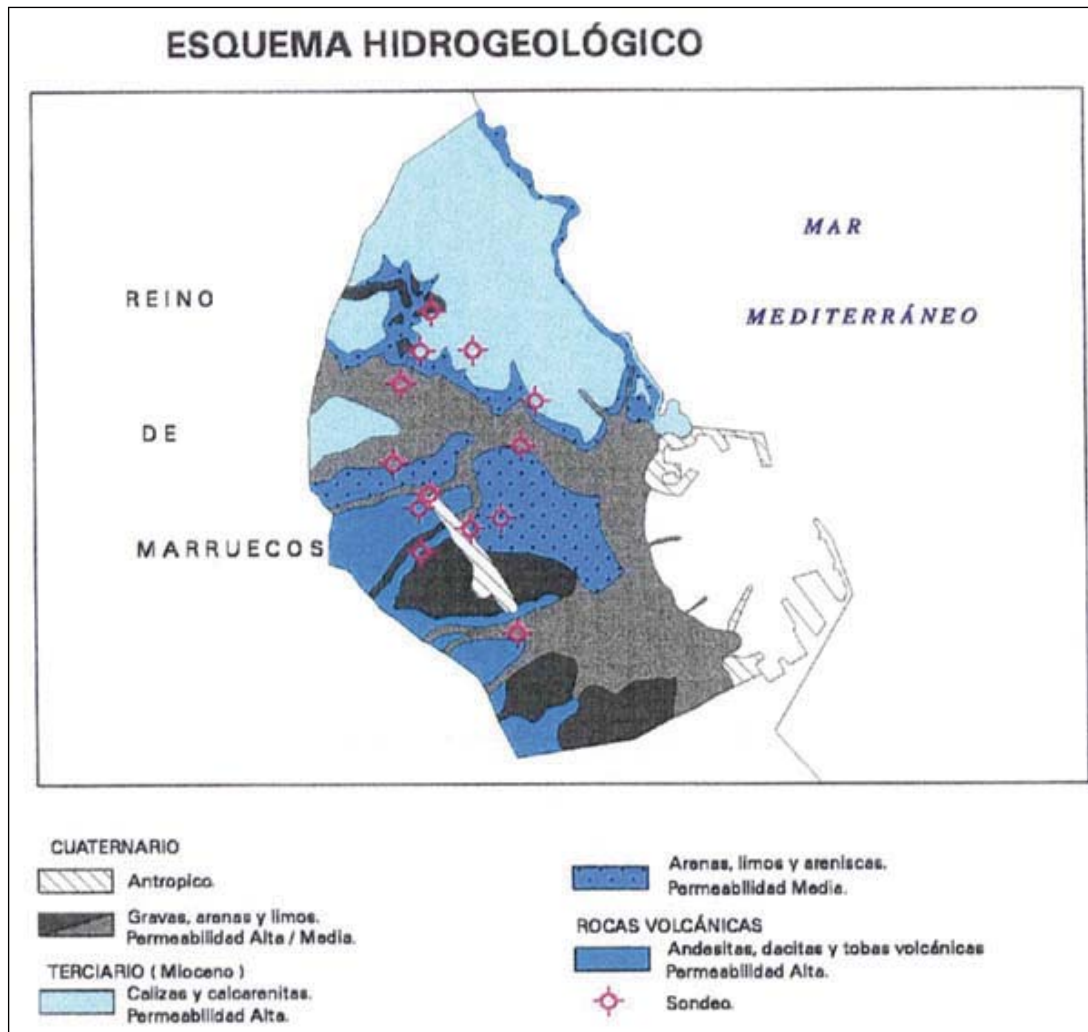 ESQUEMA HIDROGEOLÓGICO
MAR
MEDITERRÁNEO
REINO
DE
MARRUECOS
CUATERNARIO
Antropico.
Gravas, arenas y limos.
Permeabilidad Alta / Media.
TERCIARIO ( Mioceno )
Calizas y calcarenitas.
Permeabilidad Alta.
Arenas, limos y areniscas.
Permeabilidad Media.
ROCAS VOLCÁNICAS
Andesitas, dacitas y tobas volcánicas
Permeabilidad Alta.
Sondeo.